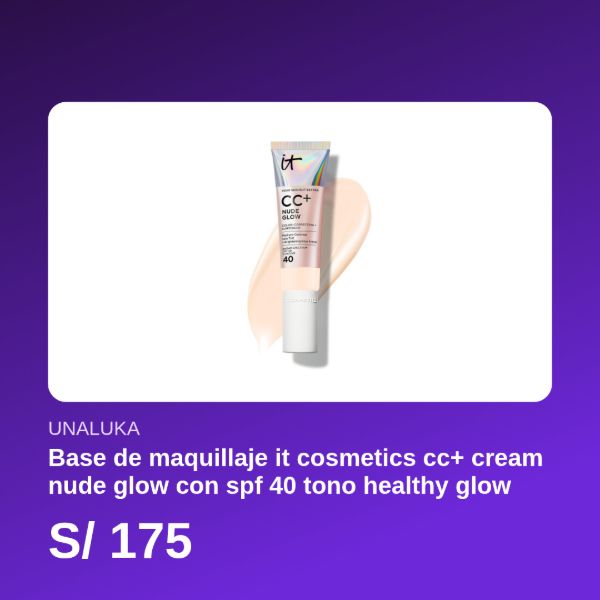 it
CC+
NUDE
GLOW
40
UNALUKA
Base de maquillaje it cosmetics cc+ cream
nude glow con spf 40 tono healthy glow
S/ 175